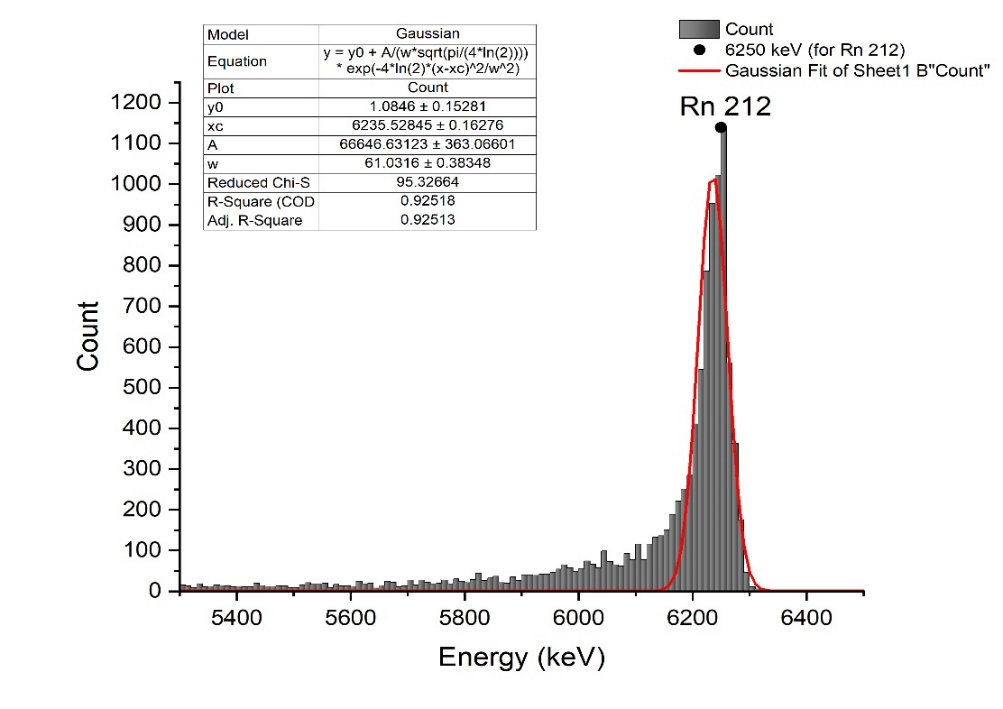 Model Gaussian
Equation y = y0 + A/(w*sqrt(pi/(4*ln(2))))
* exp(-4*ln(2)*(x-xc)^2/w^2)
Plot Count
y0 1.0846 ± 0.15281
xc 6235.52845 ± 0.16276
A 66646.63123 ± 363.06601
w 61.0316 ± 0.38348
Reduced Chi-S 95.32664
R-Square (COD 0.92518
Adj. R-Square 0.92513
Count
6250 keV (for Rn 212)
Gaussian Fit of Sheet1 B"Count"
Rn 212
1200
1100
1000
900
800
700
600
500
400
300
200
100
0
Count
5400 5600 5800 6000 6200 6400
Energy (keV)